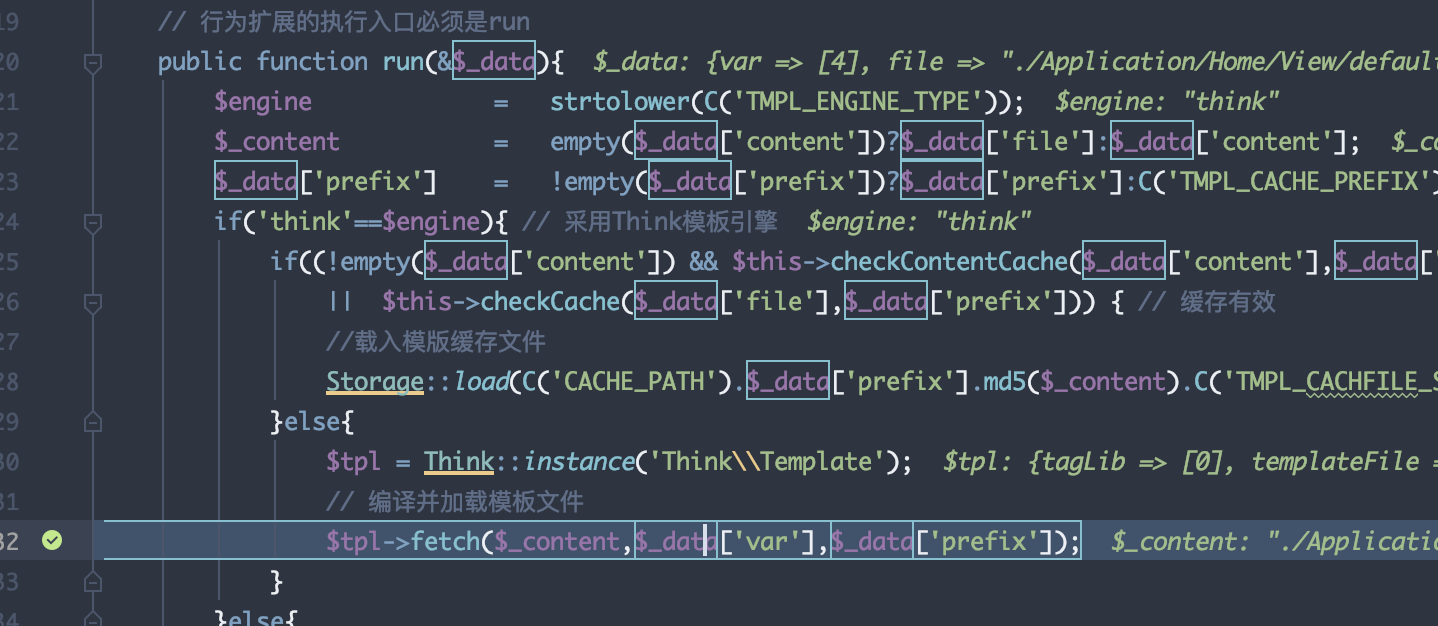 19 // 行为扩展的执行入口必须是run
20 public function run(&$_data){ $_data: {var => [4], file => "./Application/Home/View/defaul
21 $engine = strtolower(C('TMPL_ENGINE_TYPE')); $engine: "think"
22 $_content = empty($_data['content'])?$_data['file']:$_data['content']; $_co
23 $_data['prefix'] = !empty($_data['prefix'])?$_data['prefix']:C('TMPL_CACHE_PREFIX')
24 if('think'==$engine){ // 采用Think模板引擎 $engine: "think"
25 if((!empty($_data['content']) && $this->checkContentCache($_data['content'],$_data['
26 || $this->checkCache($_data['file'],$_data['prefix'])) { // 缓存有效
27 //载入模版缓存文件
28 Storage::load(C('CACHE_PATH').$_data['prefix'].md5($_content).C('TMPL_CACHFILE_S
29 }else{
30 $tpl = Think::instance('Think\\Template'); $tpl: {tagLib => [0], templateFile =
31 // 编译并加载模板文件
32 $tpl->fetch($_content,$_data['var'],$_data['prefix']); $_content: "./Applicatio
33 }
34 }else{